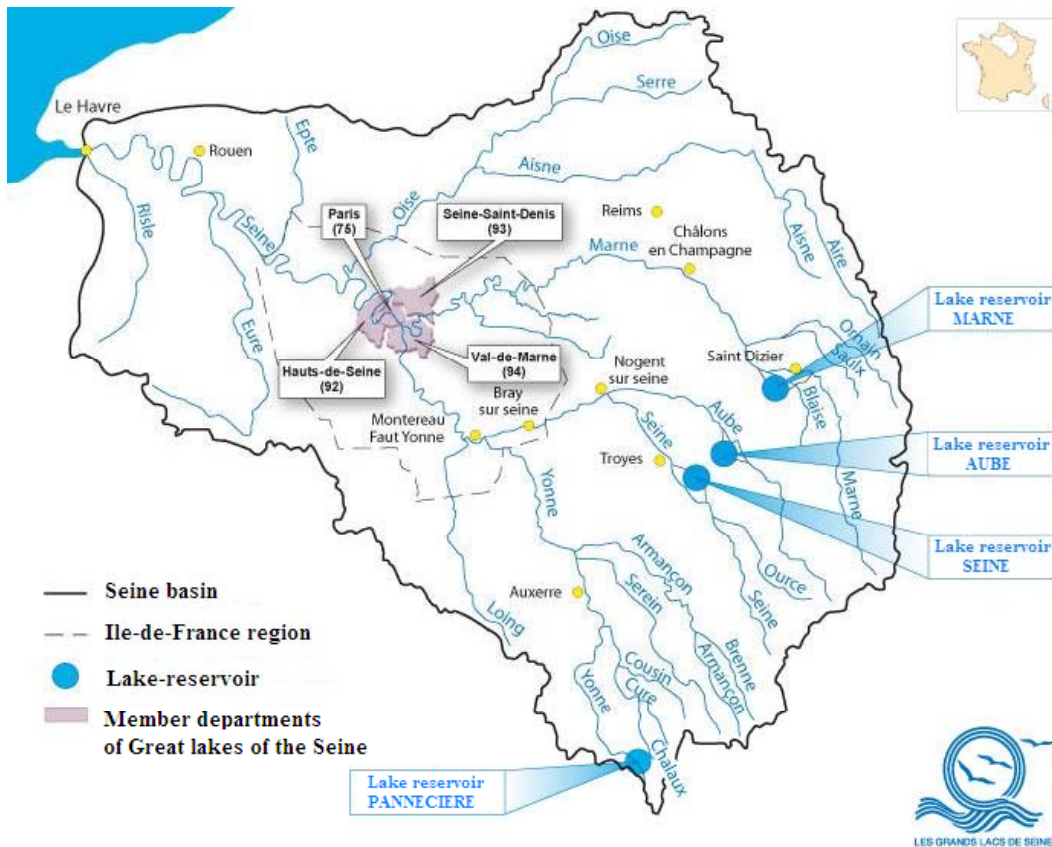 Oise
Serre
Le Havre
Rouen
Epte
Aisne
Risle
Seine
Oise
Paris
(75)
Seine-Saint-Denis
(93)
Reims
Châlons
en Champagne
Marne
Aisne
Aire
Eure
Lake reservoir
MARNE
Hauts-de-Seine
(92)
Val-de-Marne
(94)
Saint Dizier
Ornain
Saulx
Blaise
Nogent
sur seine
Bray
sur seine
Montereau
Faut Yonne
Seine
Aube
Troyes
Marne
Lake reservoir
AUBE
Yonne
Lake reservoir
SEINE
Ource
Seine
Armançon
Serein
Auxerre
Loing
Brenne
Armançon
Cousin
Cure
Yonne
Chalaux
Seine basin
Ile-de-France region
Lake-reservoir
Member departments
of Great lakes of the Seine
Lake reservoir
PANNECIERE
LES GRANDS LACS DE SEINE